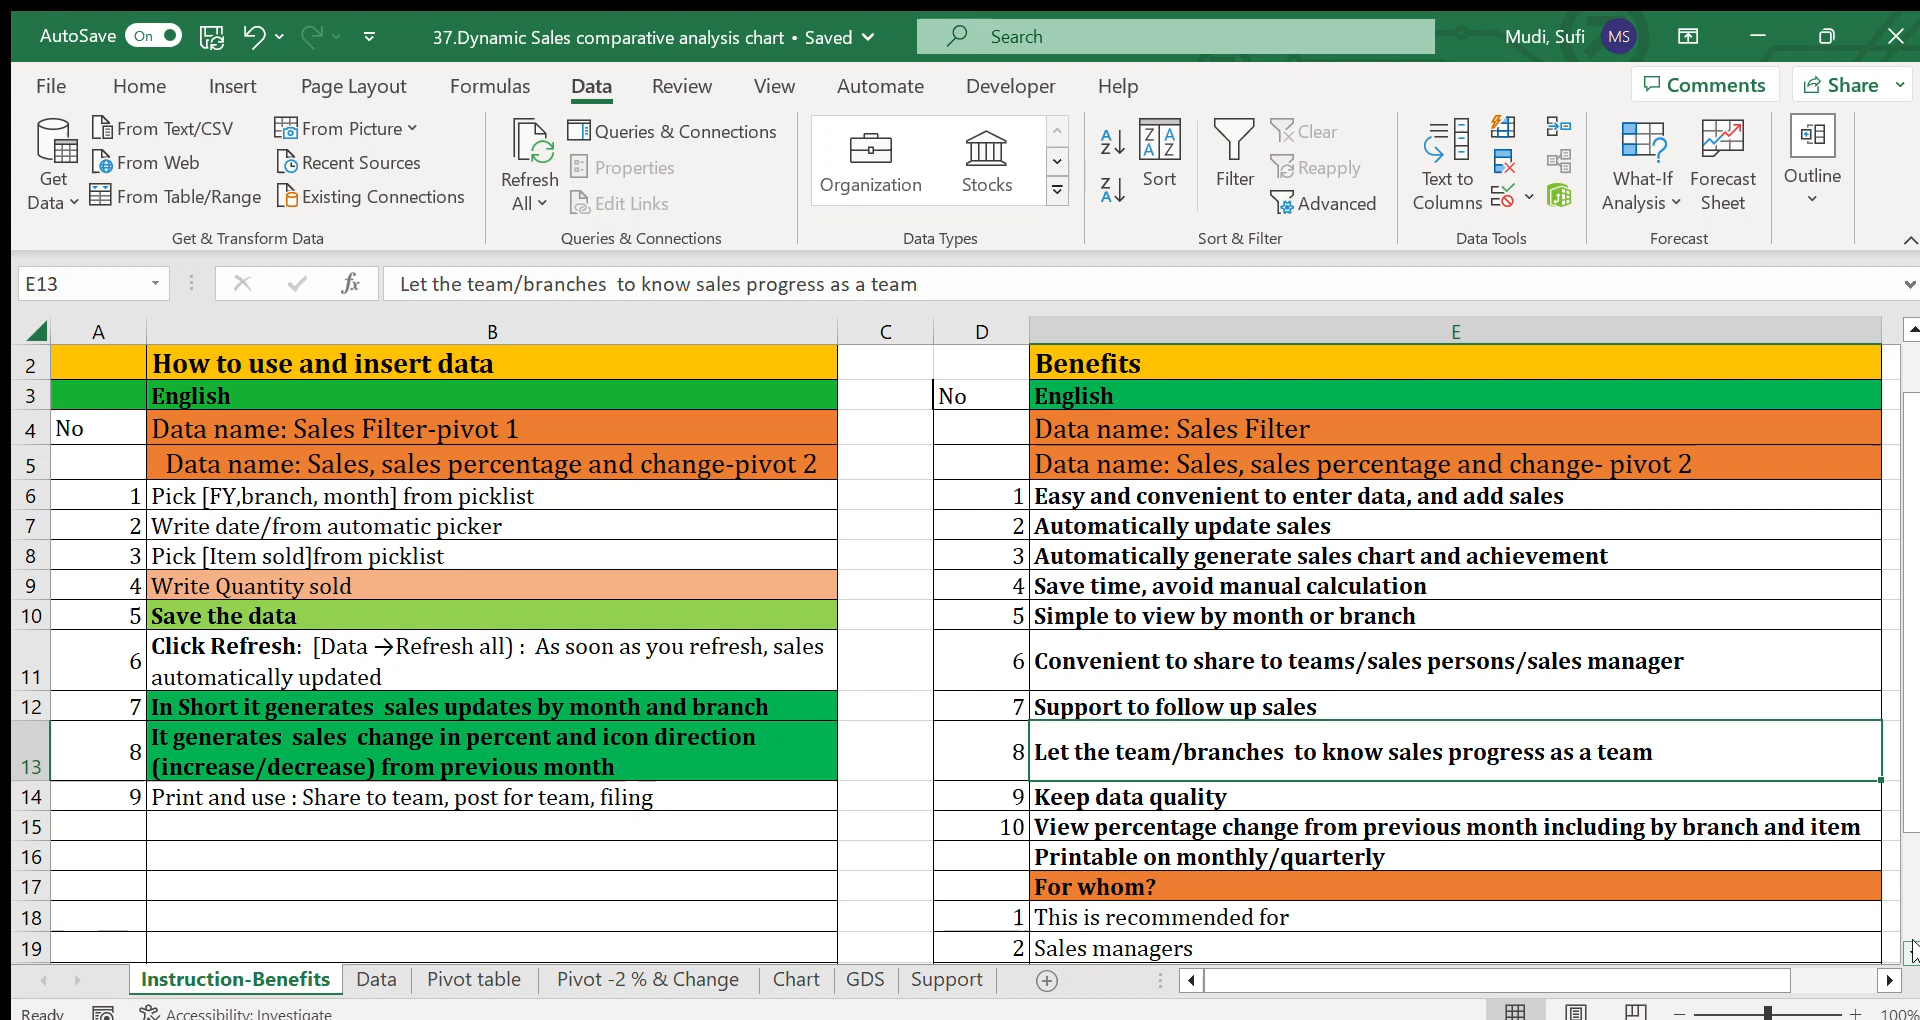 AutoSave On 37.Dynamic Sales comparative analysis chart • Saved Search Mudi, Sufi MS
File Home Insert Page Layout Formulas Data Review View Automate Developer Help Comments Share
Get Data
From Text/CSV
From Web
From Table/Range
From Picture
Recent Sources
Existing Connections
Get & Transform Data
Refresh All
Queries & Connections
Properties
Edit Links
Queries & Connections
Organization Stocks
Data Types
Sort
Filter
Clear
Reapply
Advanced
Sort & Filter
Text to Columns
Data Tools
What-If Analysis
Forecast Sheet
Forecast
Outline
E13 fx Let the team/branches  to know sales progress as a team
A B C D E
2 How to use and insert data Benefits
3 English No English
4 No Data name: Sales Filter-pivot 1 Data name: Sales Filter
5 Data name: Sales, sales percentage and change-pivot 2 Data name: Sales, sales percentage and change- pivot 2
6 1 Pick [FY,branch, month] from picklist 1 Easy and convenient to enter data, and add sales
7 2 Write date/from automatic picker 2 Automatically update sales
8 3 Pick [Item sold]from picklist 3 Automatically generate sales chart and achievement
9 4 Write Quantity sold 4 Save time, avoid manual calculation
10 5 Save the data 5 Simple to view by month or branch
11 6 Click Refresh:  [Data →Refresh all) :  As soon as you refresh, sales
automatically updated 6 Convenient to share to teams/sales persons/sales manager
12 7 In Short it generates  sales updates by month and branch 7 Support to follow up sales
13 8 It generates  sales  change in percent and icon direction
(increase/decrease) from previous month 8 Let the team/branches  to know sales progress as a team
14 9 Print and use : Share to team, post for team, filing 9 Keep data quality
15 10 View percentage change from previous month including by branch and item
16 Printable on monthly/quarterly
17 For whom?
18 1 This is recommended for
19 2 Sales managers
Instruction-Benefits Data Pivot table Pivot -2 % & Change Chart GDS Support
Ready Accessibility: Investigate 100%